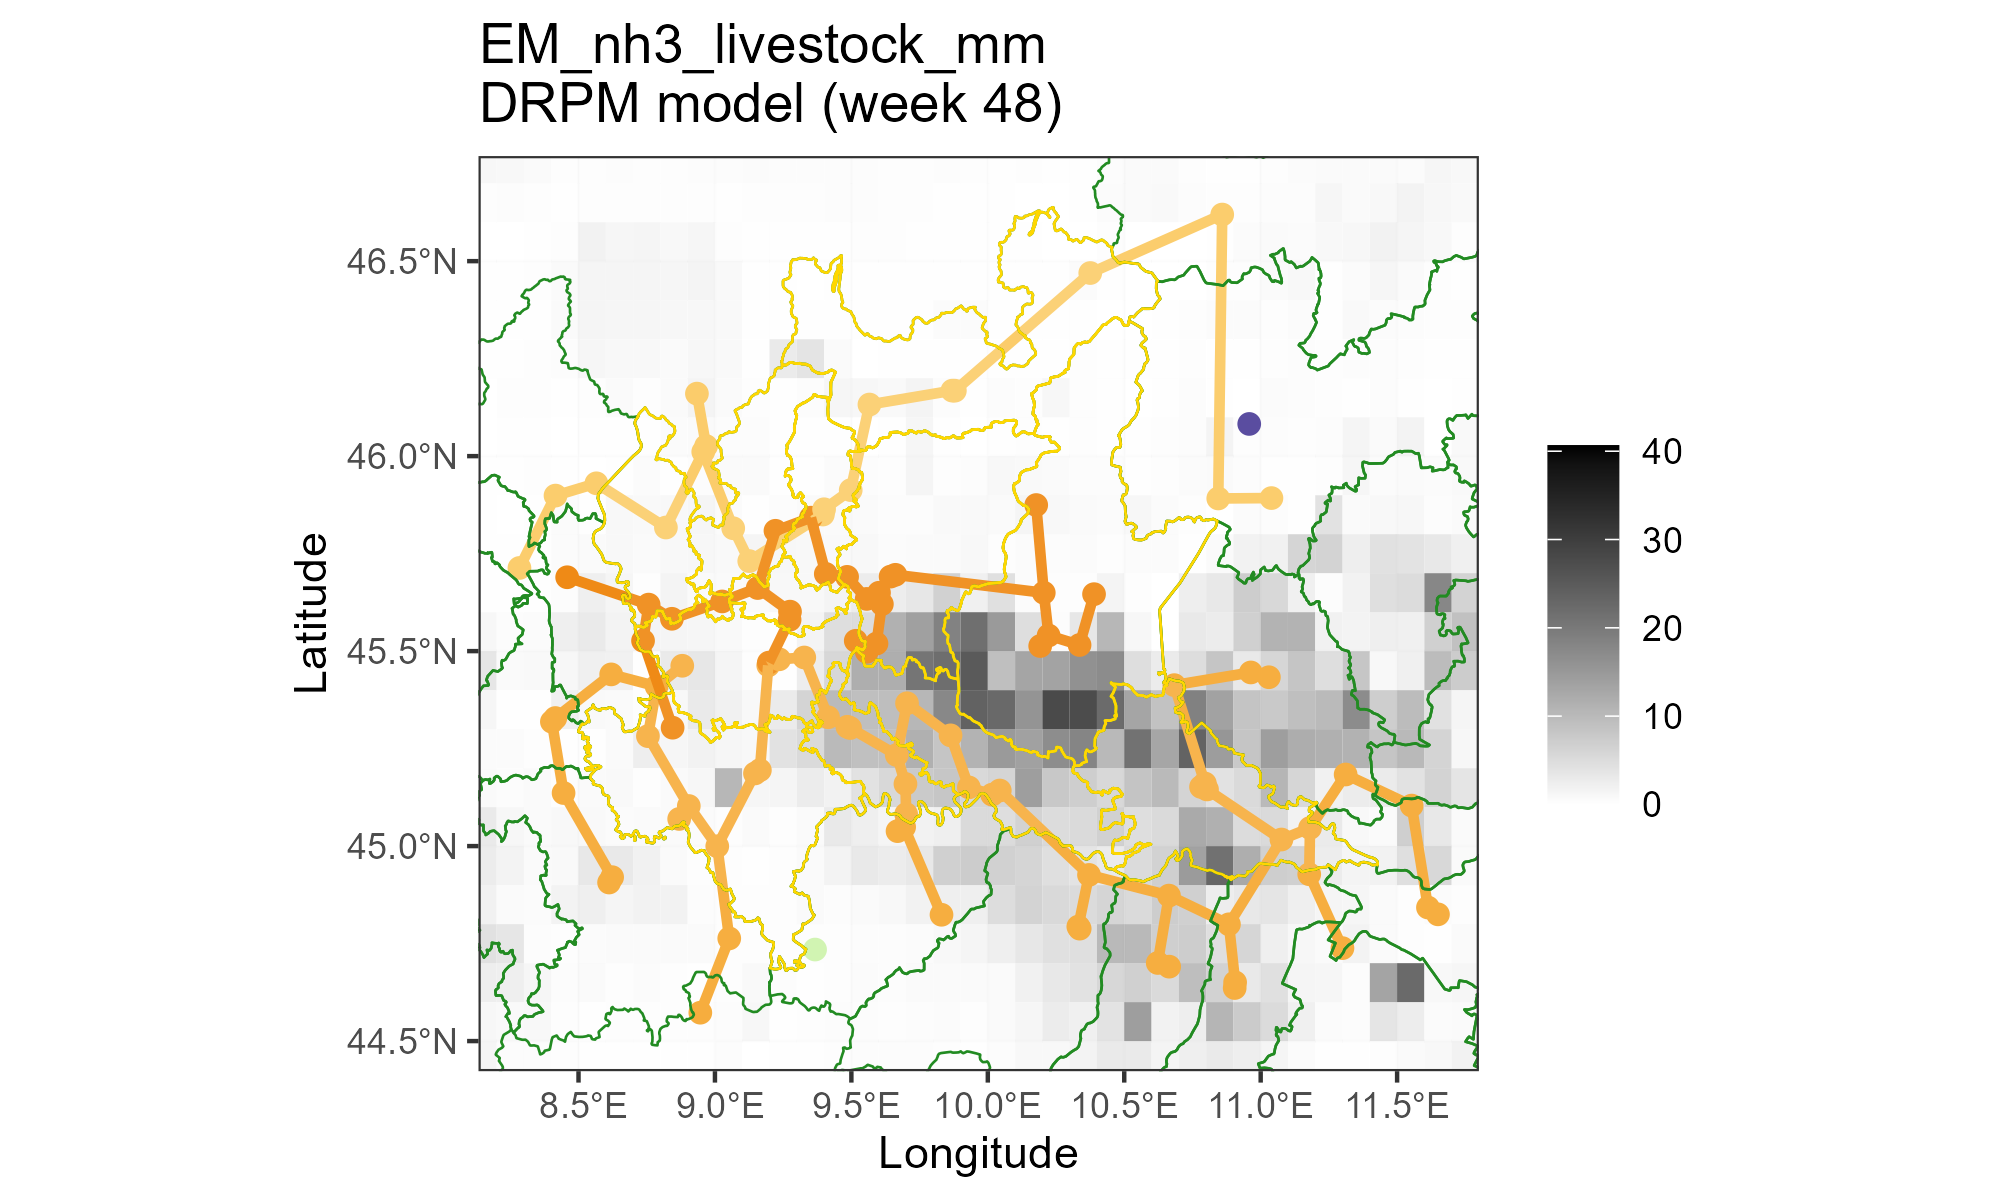 EM_nh3_livestock_mm
DRPM model (week 48)
46.5°N
46.0°N
45.5°N
45.0°N
44.5°N
Latitude
8.5°E 9.0°E 9.5°E 10.0°E 10.5°E 11.0°E 11.5°E
Longitude
40
30
20
10
0